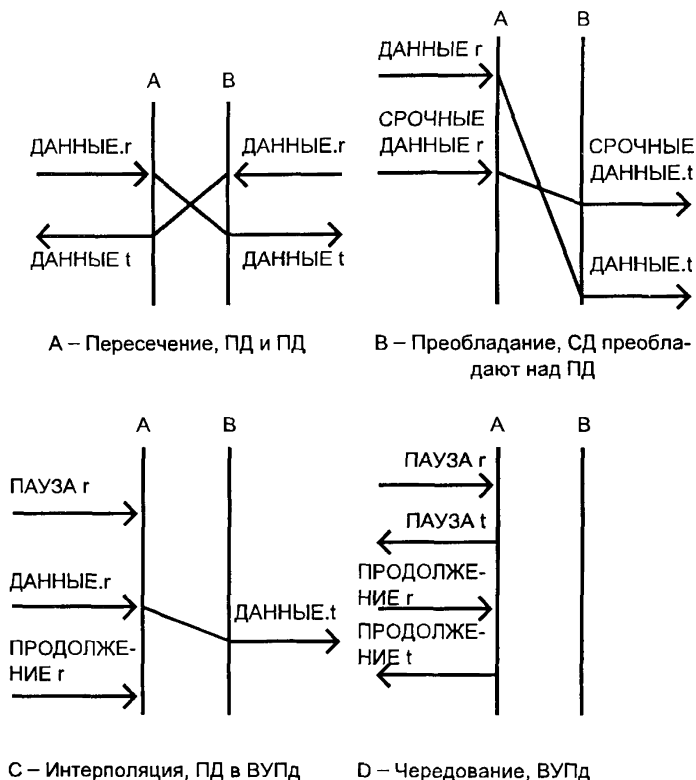 А В
ДАННЫЕ.r
ДАННЫЕ.r
ДАННЫЕ t
ДАННЫЕ t
А – Пересечение, ПД и ПД
А В
ДАННЫЕ r
СРОЧНЫЕ
ДАННЫЕ r
СРОЧНЫЕ
ДАННЫЕ.t
ДАННЫЕ.t
В – Преобладание, СД преобла-
дают над ПД
А В
ПАУЗА r
ДАННЫЕ.r
ДАННЫЕ.t
ПРОДОЛЖЕ-
НИЕ r
С – Интерполяция, ПД в ВУПд
А В
ПАУЗА r
ПАУЗА t
ПРОДОЛЖЕ-
НИЕ r
ПРОДОЛЖЕ-
НИЕ t
D – Чередование, ВУПд